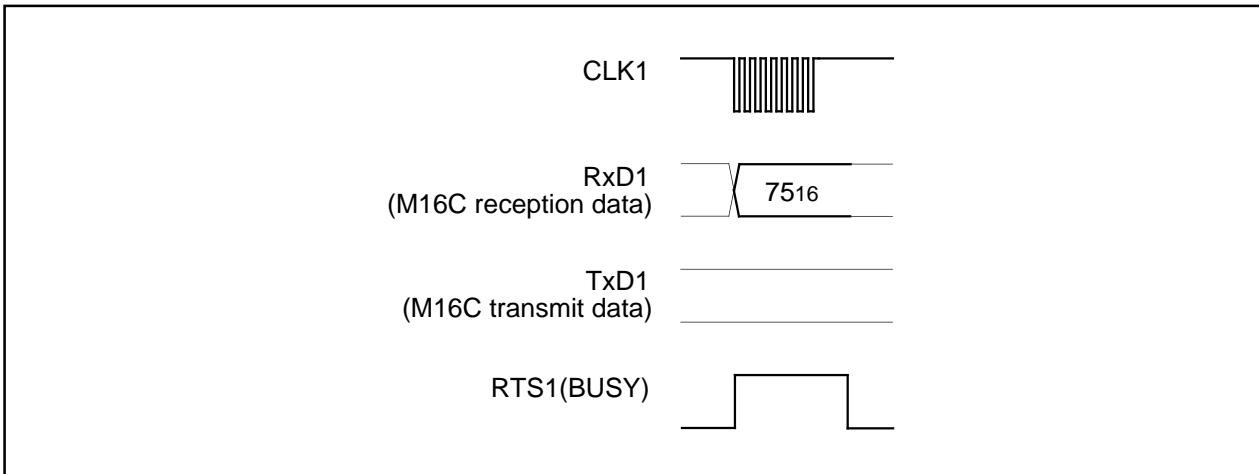 CLK1
RxD1
(M16C reception data)
7516
TxD1
(M16C transmit data)
RTS1(BUSY)